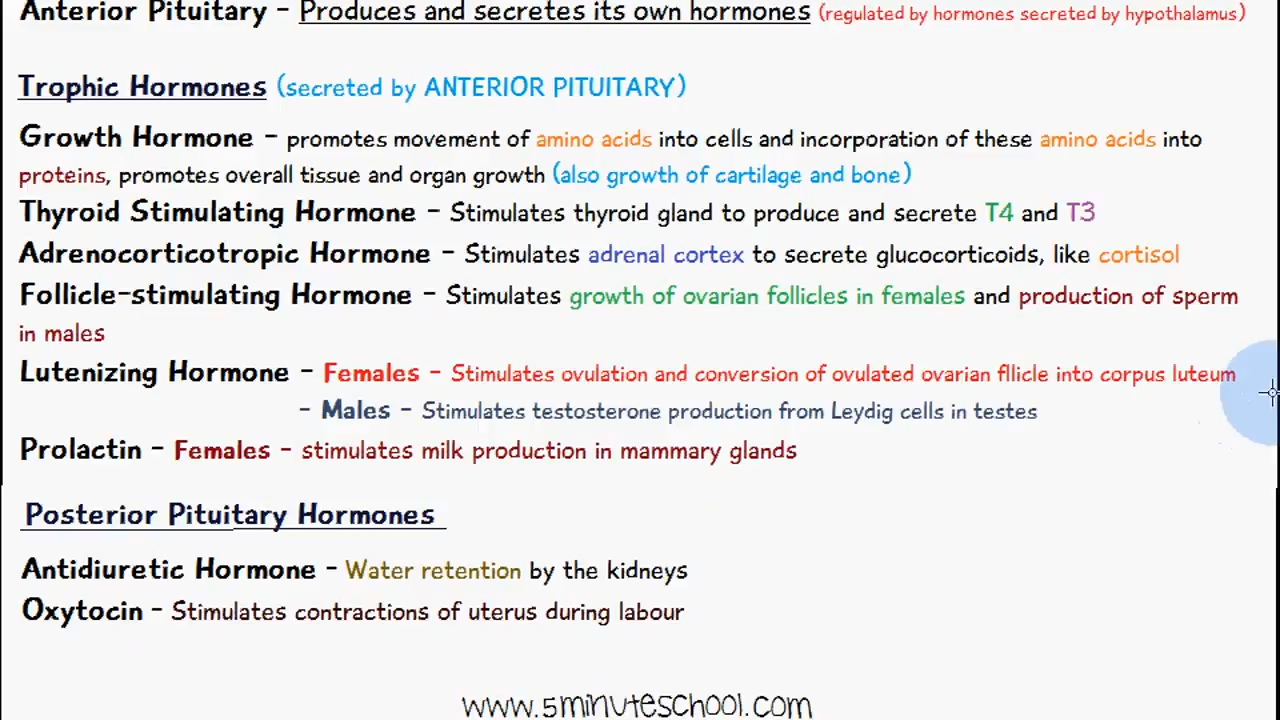 Anterior Pituitary - Produces and secretes its own hormones (regulated by hormones secreted by hypothalamus)
Trophic Hormones (secreted by ANTERIOR PITUITARY)
Growth Hormone - promotes movement of amino acids into cells and incorporation of these amino acids into
proteins, promotes overall tissue and organ growth (also growth of cartilage and bone)
Thyroid Stimulating Hormone - Stimulates thyroid gland to produce and secrete T4 and T3
Adrenocorticotropic Hormone - Stimulates adrenal cortex to secrete glucocorticoids, like cortisol
Follicle-stimulating Hormone - Stimulates growth of ovarian follicles in females and production of sperm
in males
Lutenizing Hormone - Females - Stimulates ovulation and conversion of ovulated ovarian fllicle into corpus luteum
- Males - Stimulates testosterone production from Leydig cells in testes
Prolactin - Females - stimulates milk production in mammary glands
Posterior Pituitary Hormones
Antidiuretic Hormone - Water retention by the kidneys
Oxytocin - Stimulates contractions of uterus during labour
www.5minuteschool.com